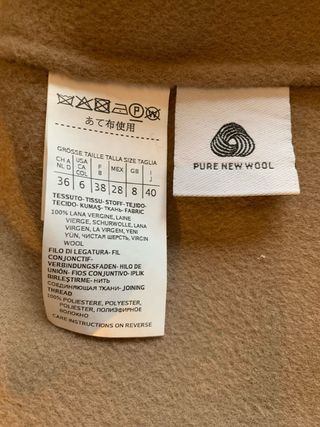 あて布使用
GRÖSSE TAILLE TALLA SIZE TAGLIA
CH A NL D
USA CA COL
F B
MEX
GB
I J
36 6 38 28 8 40
TESSUTO- TISSU- STOFF- TEJIDO-
TECIDO- KUMAŞ- ТКАНЬ- FABRIC
100% LANA VERGINE, LAINE
VIERGE, SCHURWOLLE, LANA
VIRGEN, LA VIRGEM, YENİ
YÜN, ЧИСТАЯ ШЕРСТЬ, VIRGIN
WOOL
FILO DI LEGATURA- FIL
CONJONCTIF-
VERBINDUNGSFADEN- HILO DE
UNIÓN- FIOS CONJUNTIVO- IPLIK
BİRLEŞTİRME- НИТЬ
СОЕДИНЯЮЩАЯ ТКАНИ- JOINING
THREAD
100% POLIESTERE, POLYESTER,
POLIÉSTER, ПОЛИЭФИРНОЕ
ВОЛОКНО
CARE INSTRUCTIONS ON REVERSE
PURE NEW WOOL